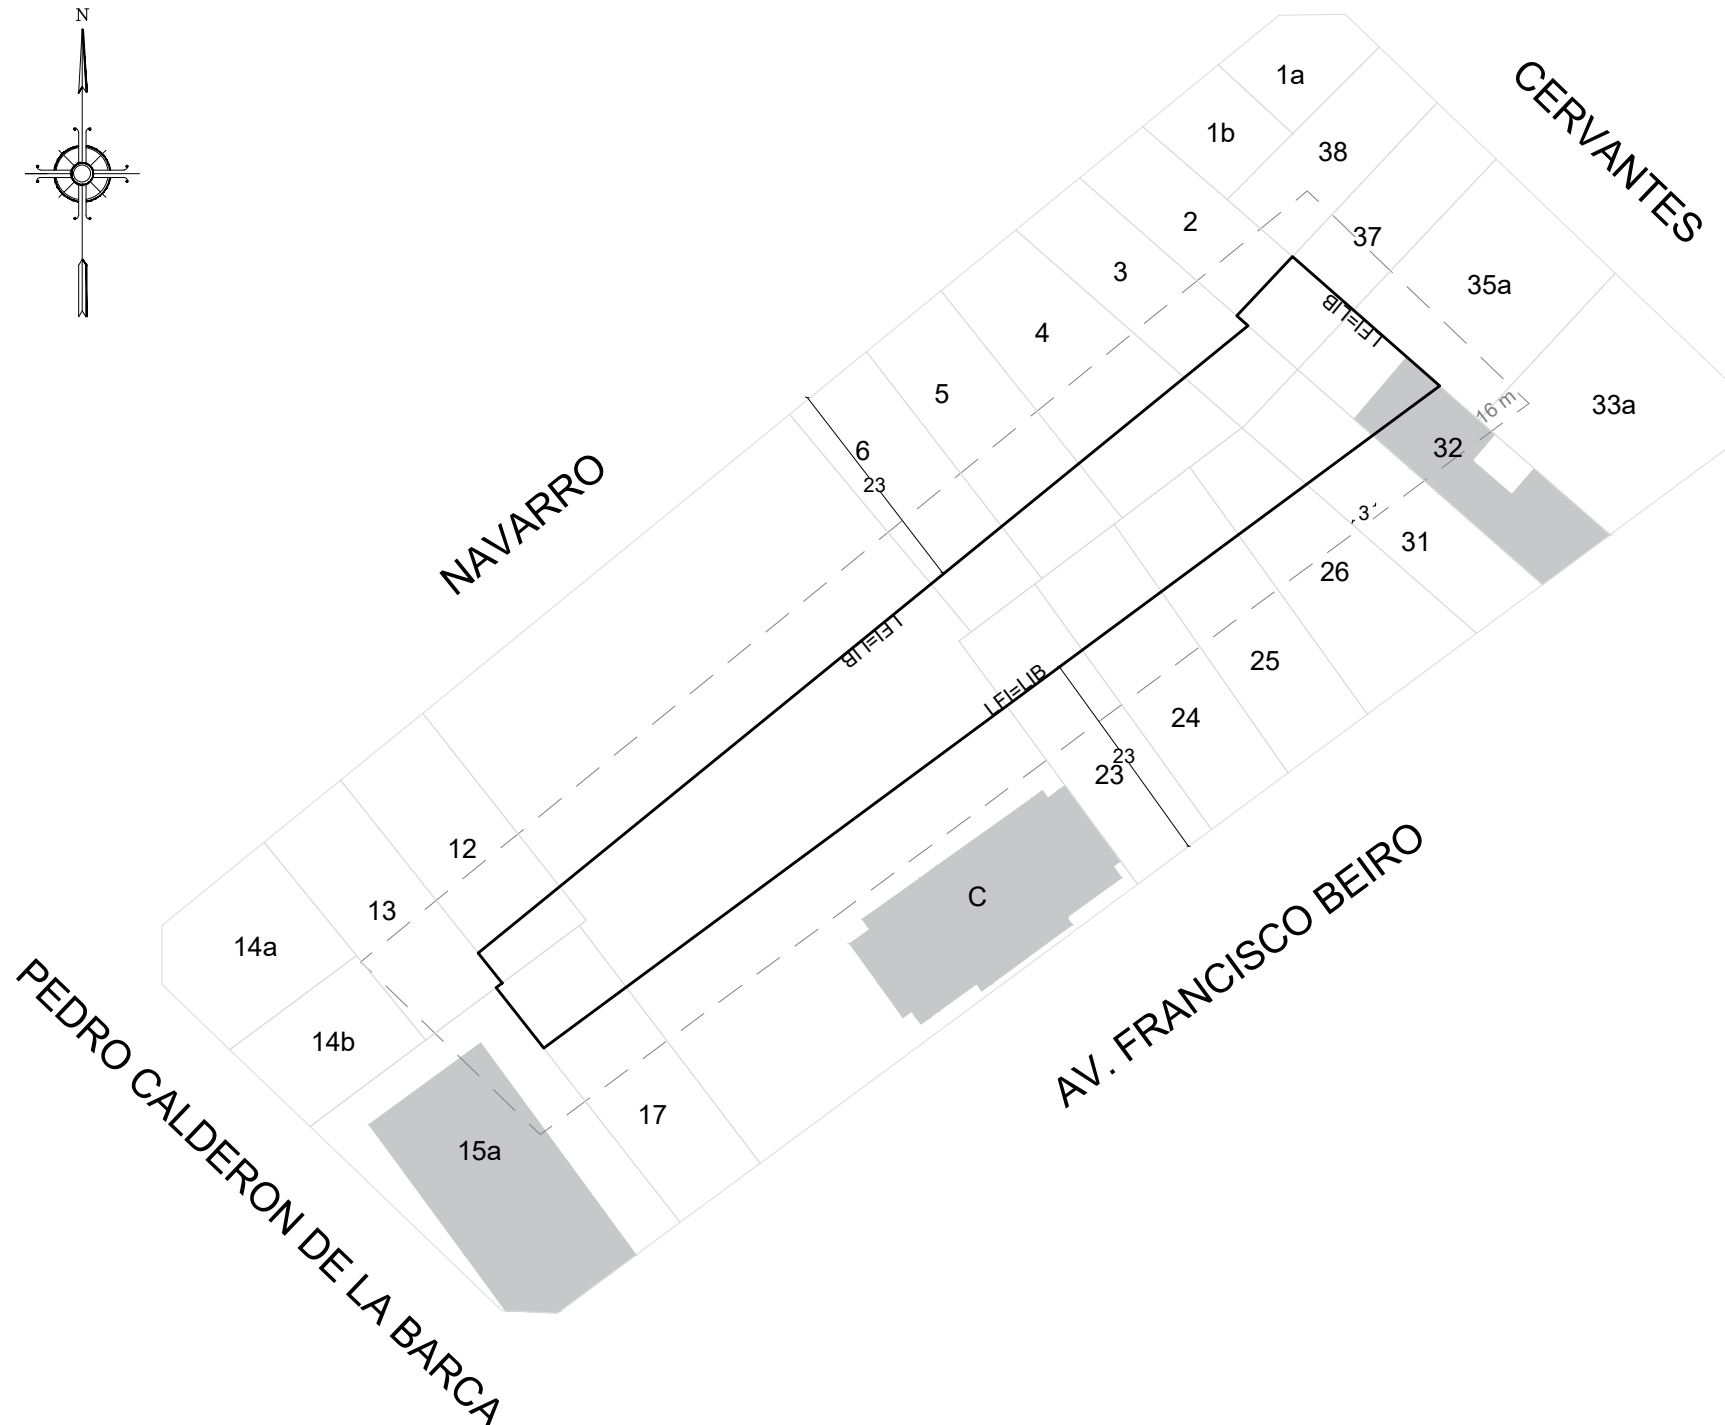 N
CERVANTES
1a
1b
38
2
37
3
35a
4
LFI=LIB
5
33a
16 m
6
32
23
NAVARRO
3
31
26
LFI=LIB
25
LFI=LIB
24
23
23
12
C
13
14a
AV. FRANCISCO BEIRO
14b
17
15a
PEDRO CALDERON DE LA BARCA